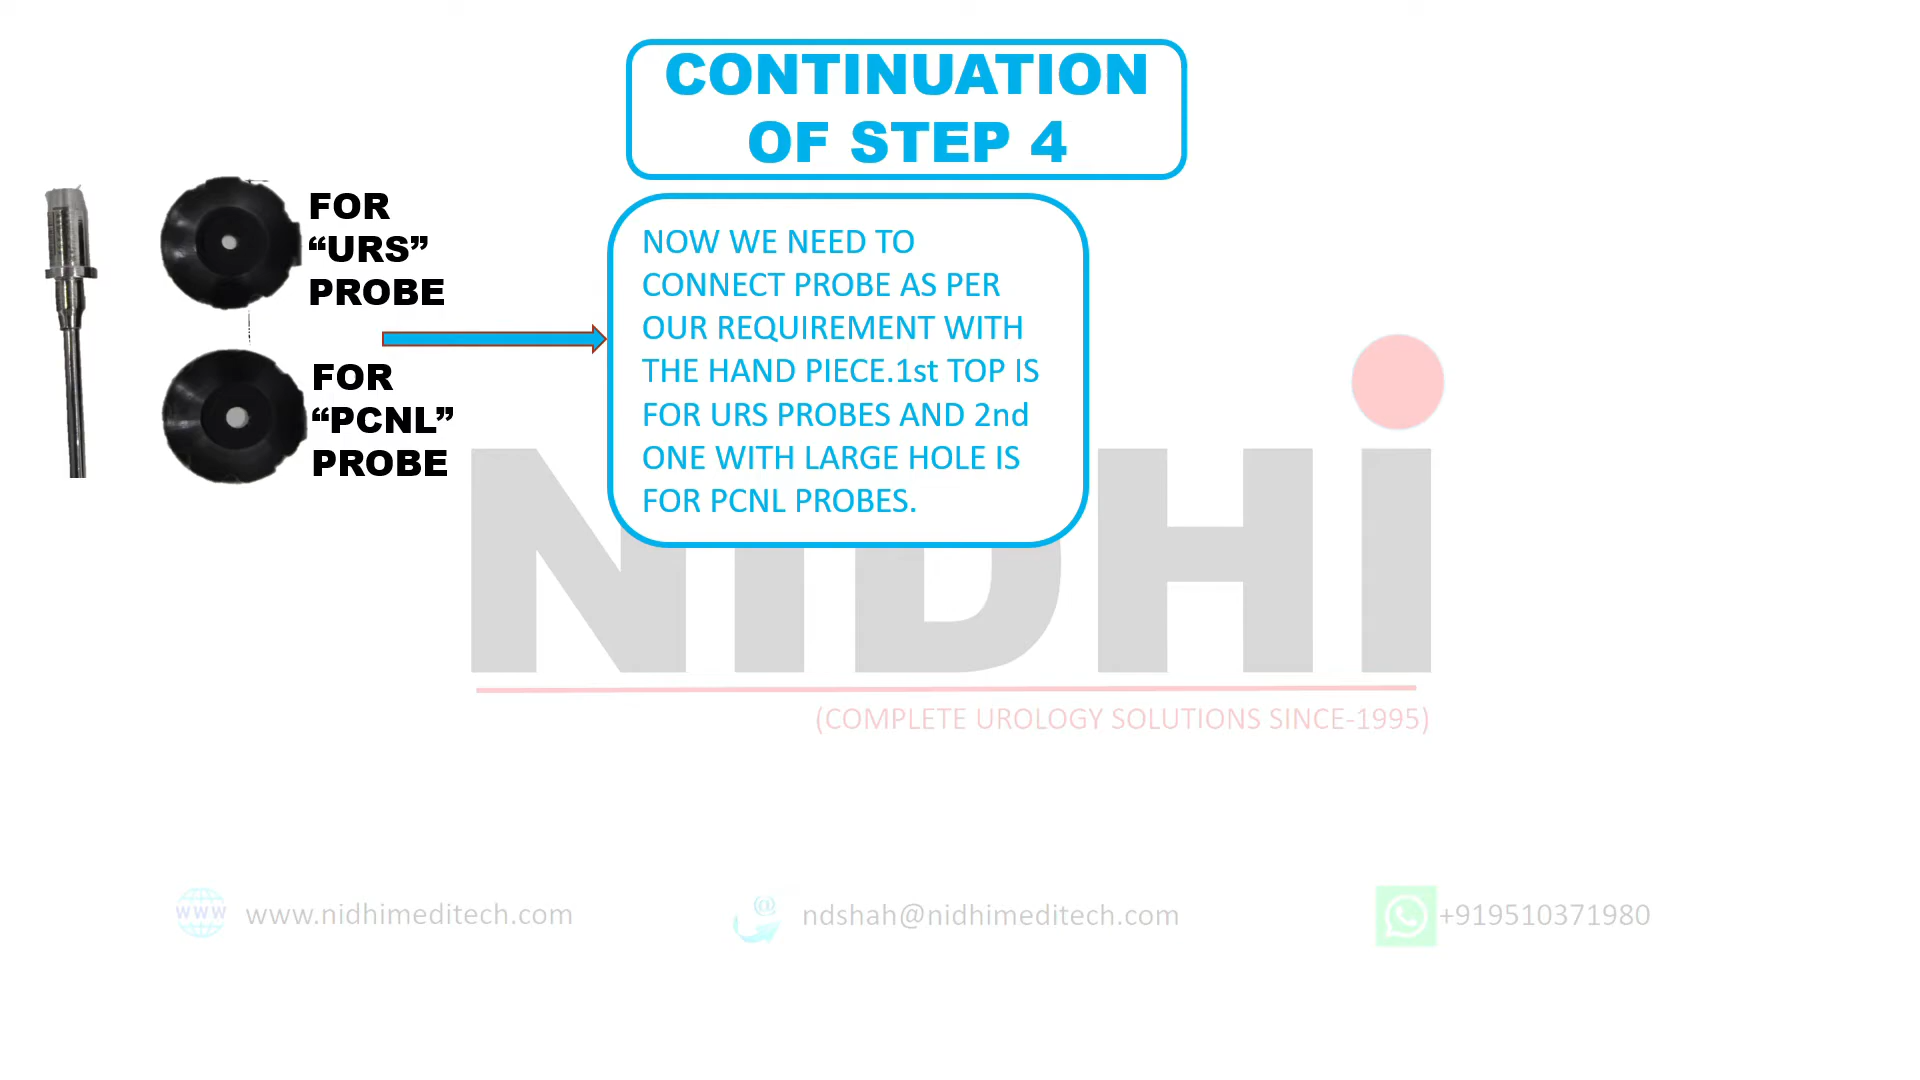 CONTINUATION
OF STEP 4
FOR
“URS”
PROBE
FOR
“PCNL”
PROBE
NOW WE NEED TO
CONNECT PROBE AS PER
OUR REQUIREMENT WITH
THE HAND PIECE.1st TOP IS
FOR URS PROBES AND 2nd
ONE WITH LARGE HOLE IS
FOR PCNL PROBES.
NiDHi
(COMPLETE UROLOGY SOLUTIONS SINCE-1995)
WWW www.nidhimeditech.com
@ ndshah@nidhimeditech.com
+919510371980